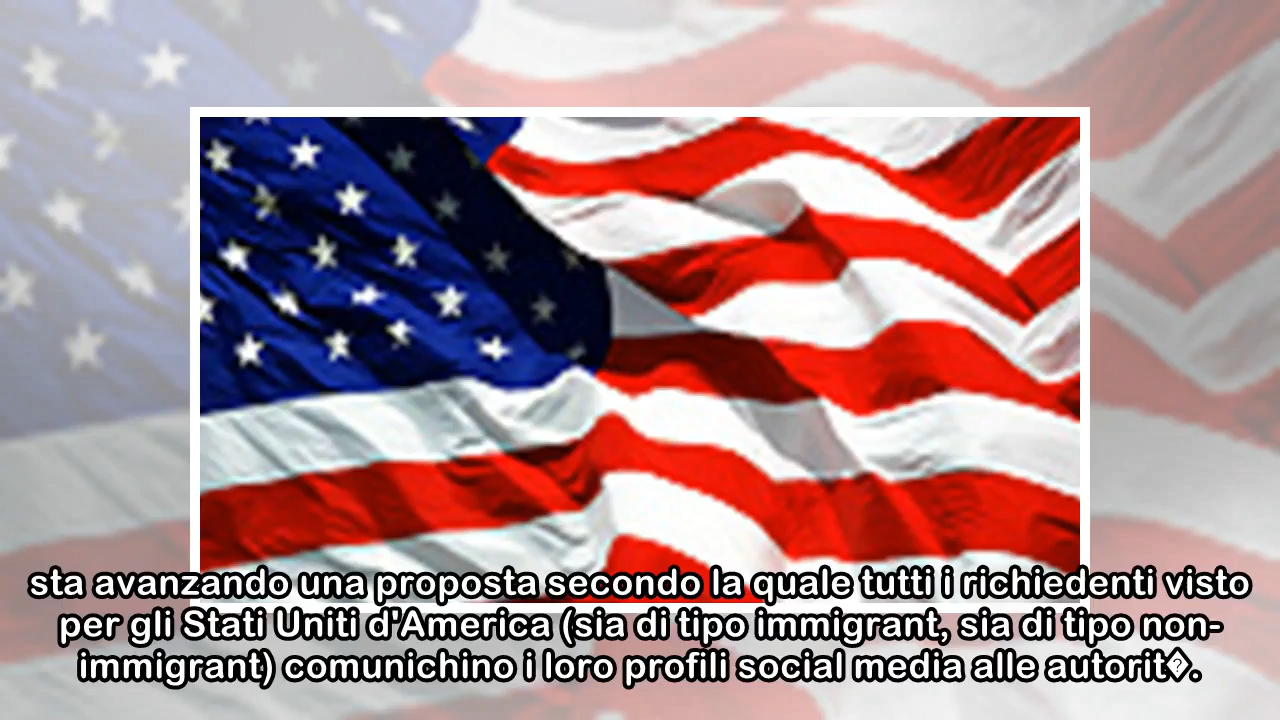 sta avanzando una proposta secondo la quale tutti i richiedenti visto
per gli Stati Uniti d'America (sia di tipo immigrant, sia di tipo non-
immigrant) comunichino i loro profili social media alle autorit�.